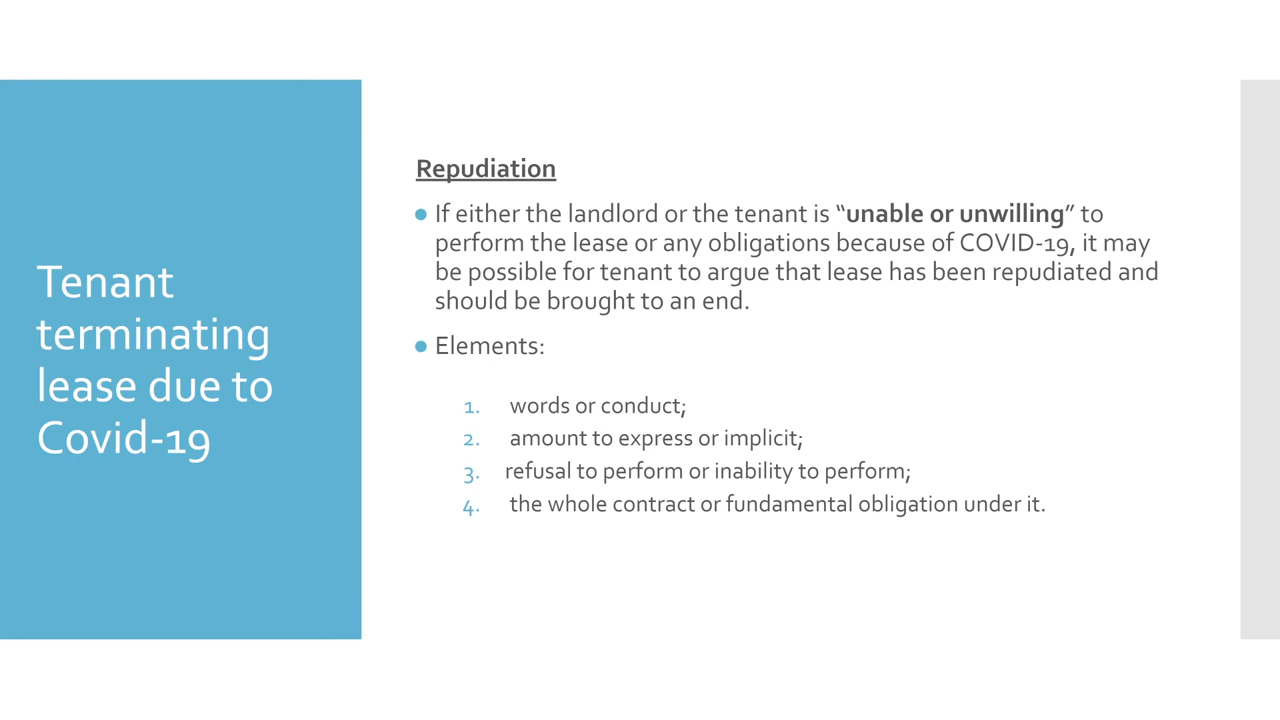 Tenant
terminating
lease due to
Covid-19
Repudiation
● If either the landlord or the tenant is “unable or unwilling” to
perform the lease or any obligations because of COVID-19, it may
be possible for tenant to argue that lease has been repudiated and
should be brought to an end.
● Elements:
1. words or conduct;
2. amount to express or implicit;
3. refusal to perform or inability to perform;
4. the whole contract or fundamental obligation under it.